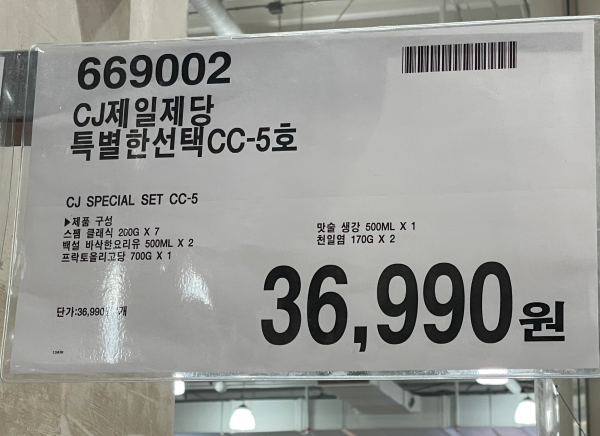 669002
CJ제일제당
특별한선택CC-5호
CJ SPECIAL SET CC-5
▶제품 구성
스팸 클래식 200G X 7
백설 바삭한요리유 500ML X 2
프락토올리고당 700G X 1
맛술 생강 500ML X 1
천일염 170G X 2
단가:36,990 개
36,990원